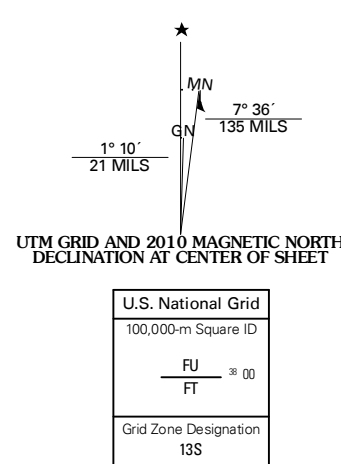 ★
MN
7° 36´
135 MILS
GN
1° 10´
21 MILS
UTM GRID AND 2010 MAGNETIC NORTH
DECLINATION AT CENTER OF SHEET
U.S. National Grid
100,000-m Square ID
FU
38 00
FT
Grid Zone Designation
13S